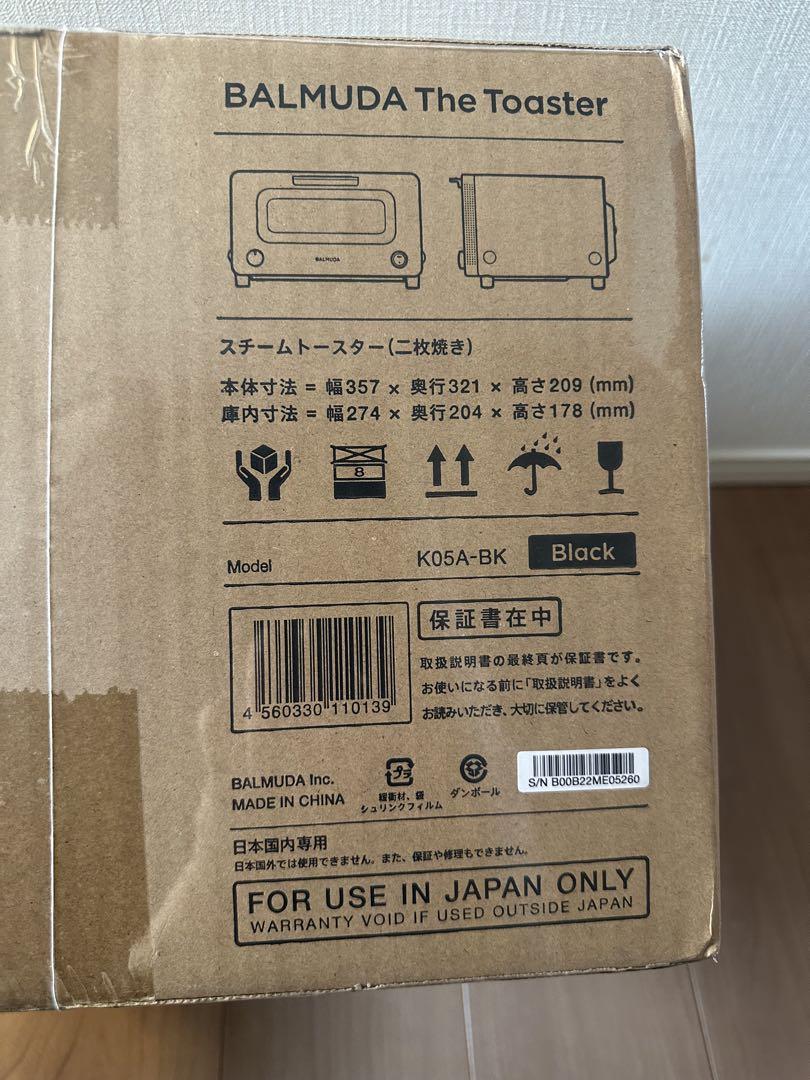 BALMUDA The Toaster
BALMUDA
スチームトースター(二枚焼き)
本体寸法 = 幅357 × 奥行321 × 高さ209 (mm)
庫内寸法 = 幅274 × 奥行204 × 高さ178 (mm)
8
Model K05A-BK Black
4 560330 110139
保証書在中
取扱説明書の最終頁が保証書です。
お使いになる前に「取扱説明書」をよく
お読みいただき、大切に保管してください。
BALMUDA Inc.
MADE IN CHINA
プラ
緩衝材、袋
シュリンクフィルム
ダンボール
S/N B00B22ME05260
日本国内専用
日本国外では使用できません。また、保証や修理もできません。
FOR USE IN JAPAN ONLY
WARRANTY VOID IF USED OUTSIDE JAPAN